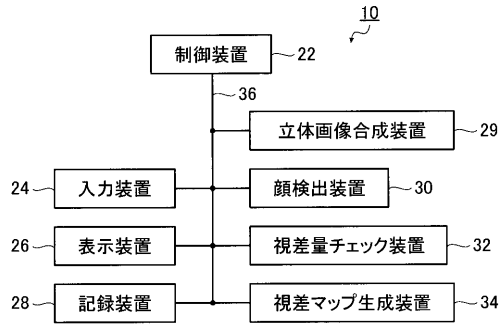 10
制御装置 22
36
立体画像合成装置 29
24 入力装置 顔検出装置 30
26 表示装置 視差量チェック装置 32
28 記録装置 視差マップ生成装置 34